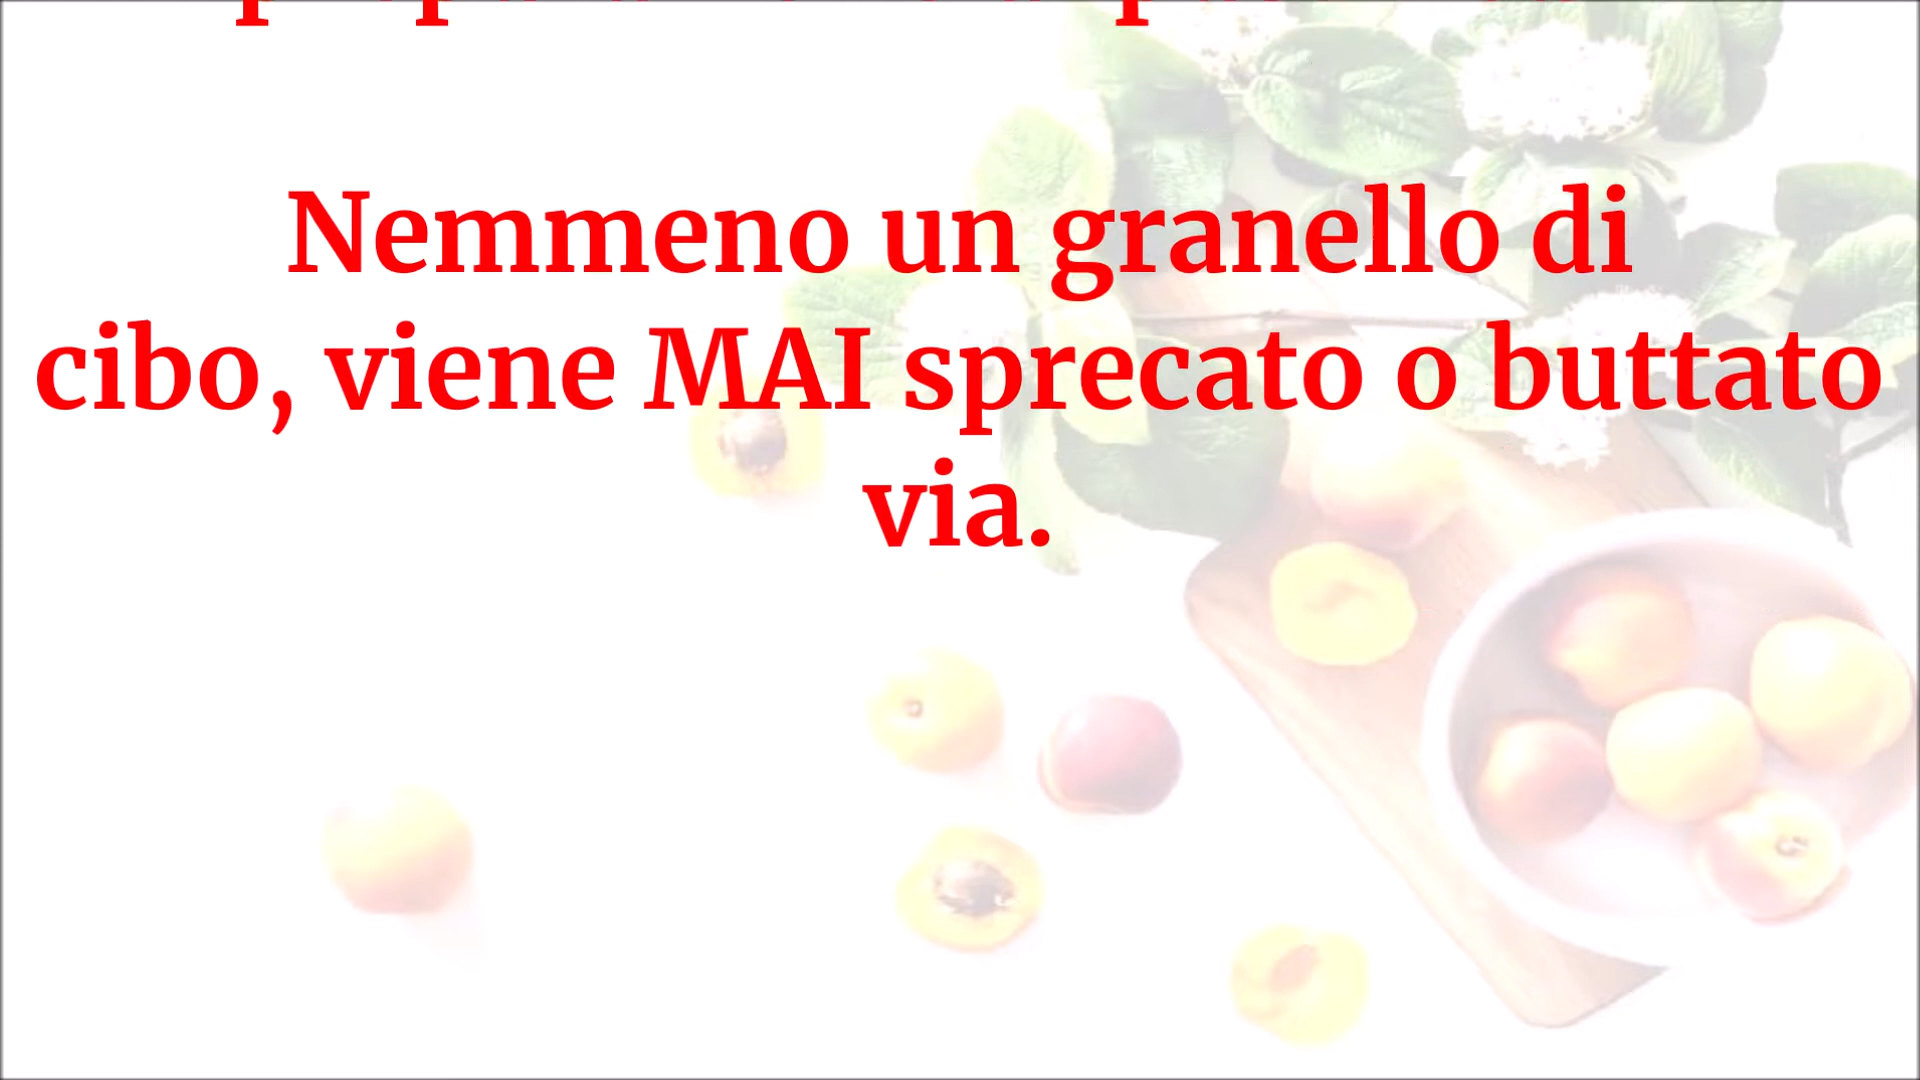 Nemmeno un granello di
cibo, viene MAI sprecato o buttato
via.